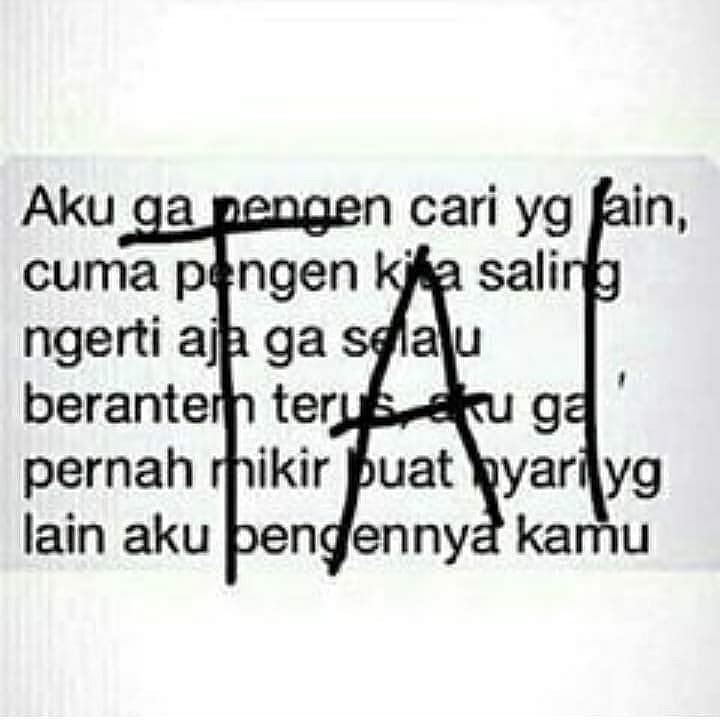 Aku ga pengen cari yg lain,
cuma pengen kita saling
ngerti aja ga selalu
berantem terus, aku ga
pernah mikir buat nyari yg
lain aku pengennya kamu
TAI